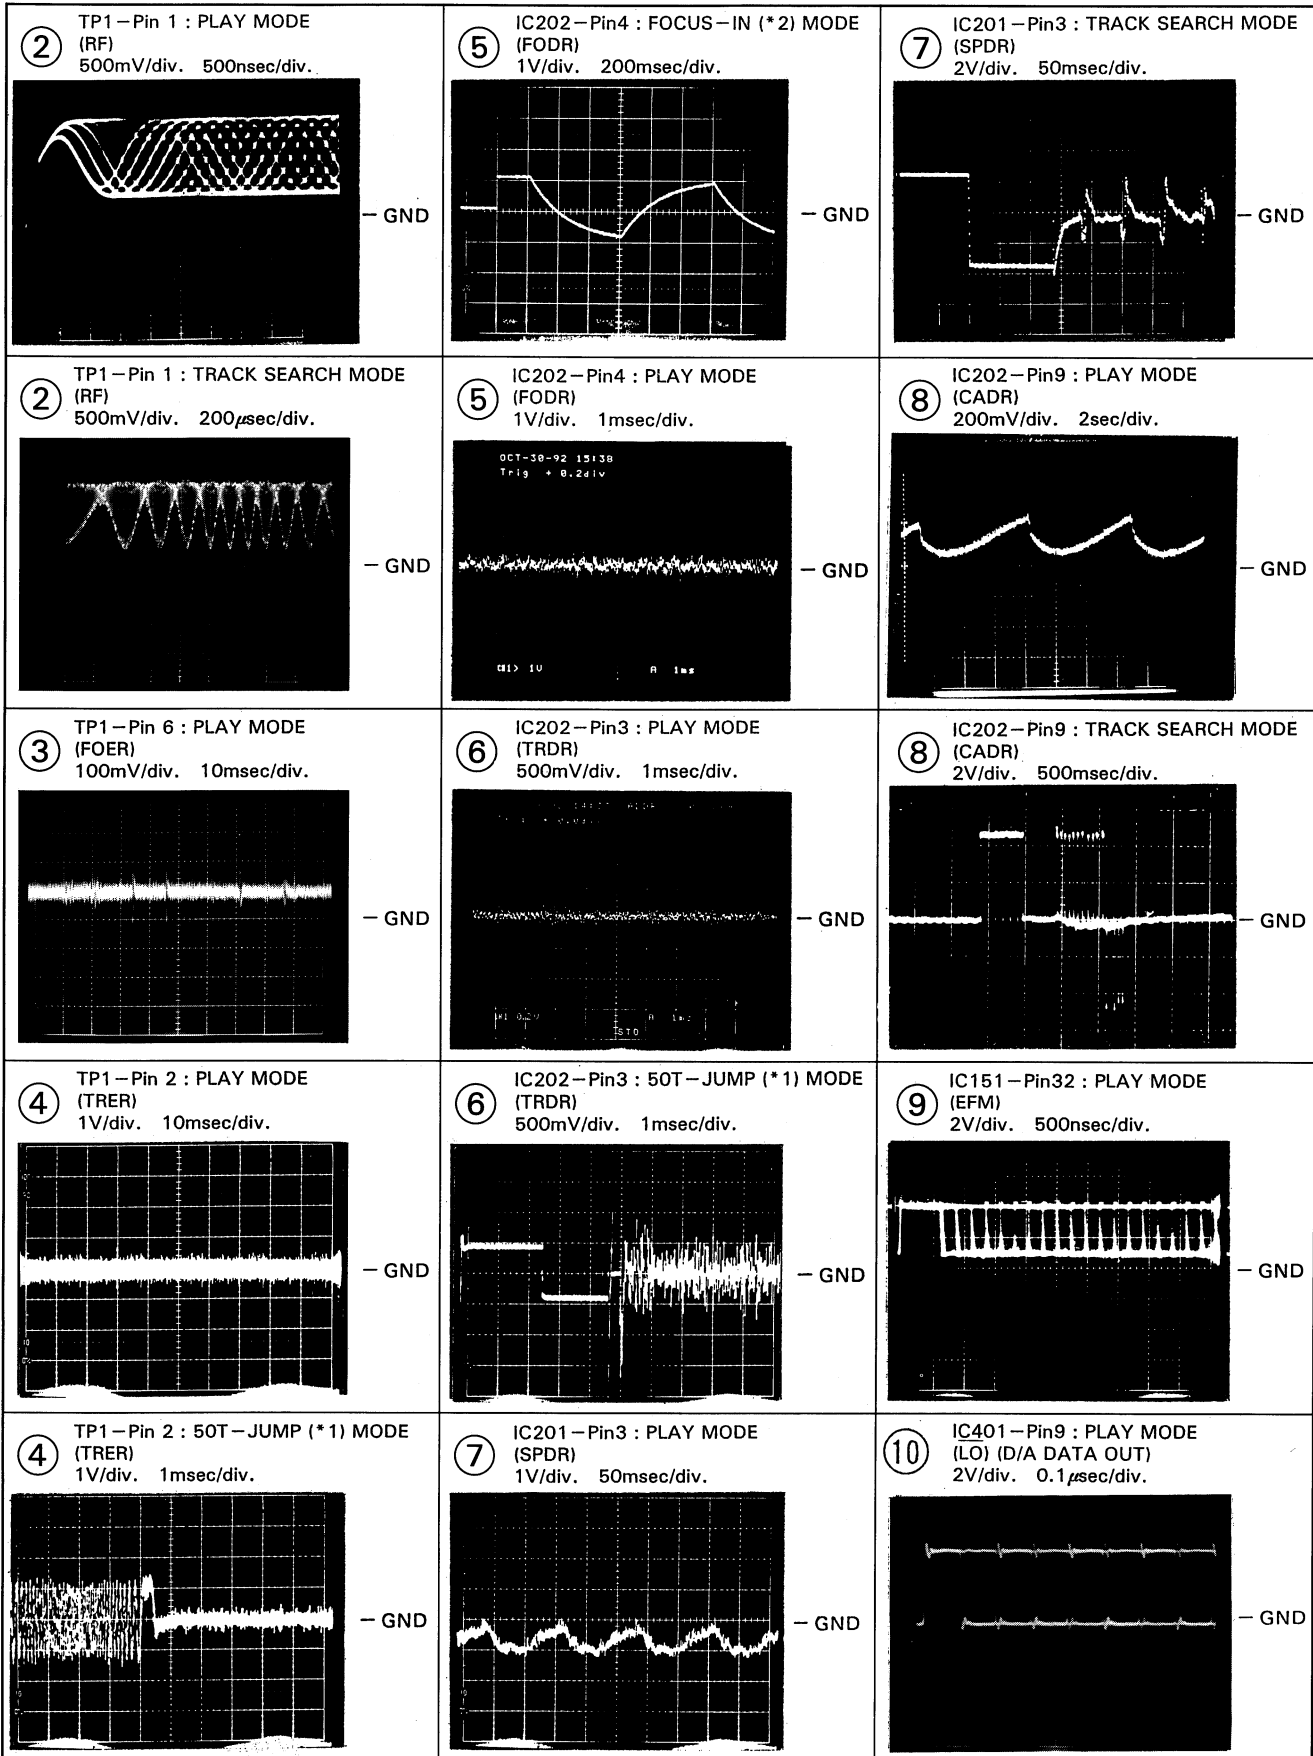 ②
TP1–Pin 1 : PLAY MODE
(RF)
500mV/div. 500nsec/div.
– GND
⑤
IC202–Pin4 : FOCUS–IN (*2) MODE
(FODR)
1V/div. 200msec/div.
– GND
⑦
IC201–Pin3 : TRACK SEARCH MODE
(SPDR)
2V/div. 50msec/div.
– GND
②
TP1–Pin 1 : TRACK SEARCH MODE
(RF)
500mV/div. 200μsec/div.
– GND
⑤
IC202–Pin4 : PLAY MODE
(FODR)
1V/div. 1msec/div.
OCT-30-92 15:38
Trig + 0.2div
CH1> 1V A 1ms
– GND
⑧
IC202–Pin9 : PLAY MODE
(CADR)
200mV/div. 2sec/div.
– GND
③
TP1–Pin 6 : PLAY MODE
(FOER)
100mV/div. 10msec/div.
– GND
⑥
IC202–Pin3 : PLAY MODE
(TRDR)
500mV/div. 1msec/div.
STO
– GND
⑧
IC202–Pin9 : TRACK SEARCH MODE
(CADR)
2V/div. 500msec/div.
– GND
④
TP1–Pin 2 : PLAY MODE
(TRER)
1V/div. 10msec/div.
– GND
⑥
IC202–Pin3 : 50T–JUMP (*1) MODE
(TRDR)
500mV/div. 1msec/div.
– GND
⑨
IC151–Pin32 : PLAY MODE
(EFM)
2V/div. 500nsec/div.
– GND
④
TP1–Pin 2 : 50T–JUMP (*1) MODE
(TRER)
1V/div. 1msec/div.
– GND
⑦
IC201–Pin3 : PLAY MODE
(SPDR)
1V/div. 50msec/div.
⑩
IC401–Pin9 : PLAY MODE
(LO) (D/A DATA OUT)
2V/div. 0.1μsec/div.
– GND